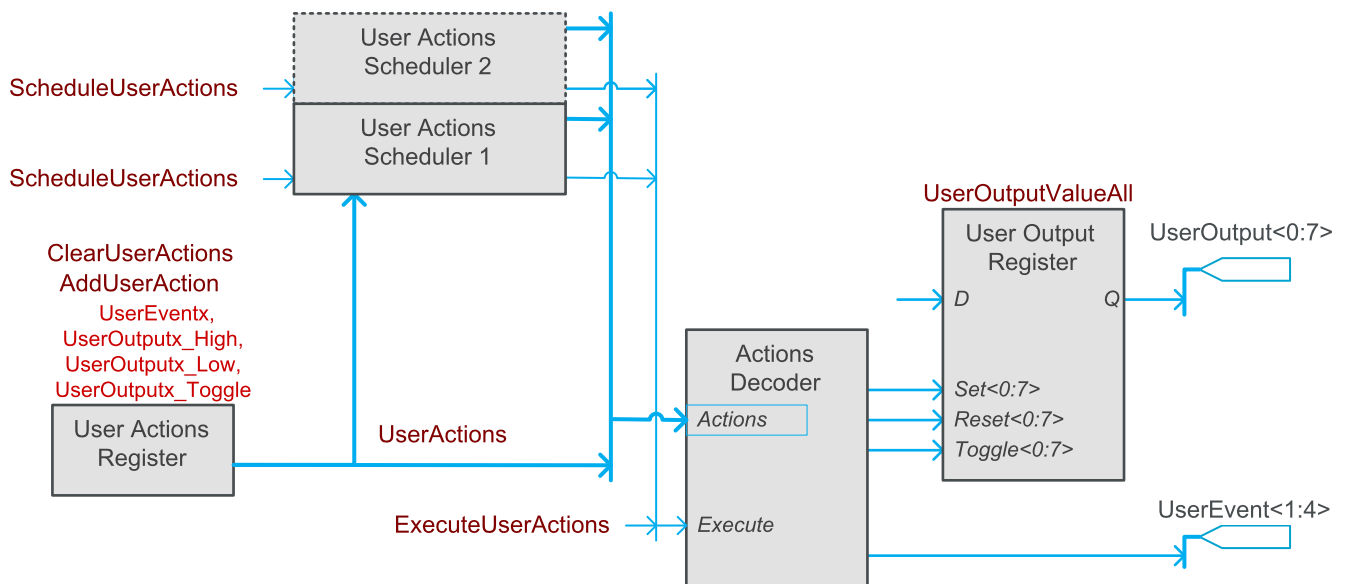 User Actions
Scheduler 2
ScheduleUserActions
User Actions
Scheduler 1
ScheduleUserActions
ClearUserActions
AddUserAction
UserEventx,
UserOutputx_High,
UserOutputx_Low,
UserOutputx_Toggle
User Actions
Register
UserActions
ExecuteUserActions
Actions
Decoder
Actions
Execute
UserOutputValueAll
User Output
Register
D
Q
Set<0:7>
Reset<0:7>
Toggle<0:7>
UserOutput<0:7>
UserEvent<1:4>